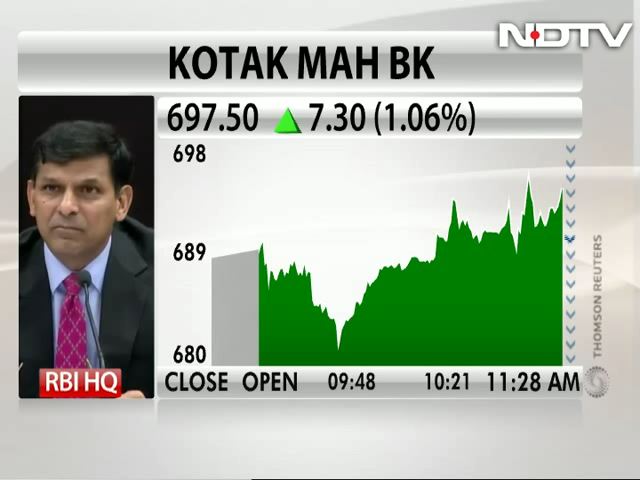 NDTV
KOTAK MAH BK
697.50 ▲ 7.30 (1.06%)
698
689
680
RBI HQ
CLOSE OPEN 09:48 10:21 11:28 AM
THOMSON REUTERS